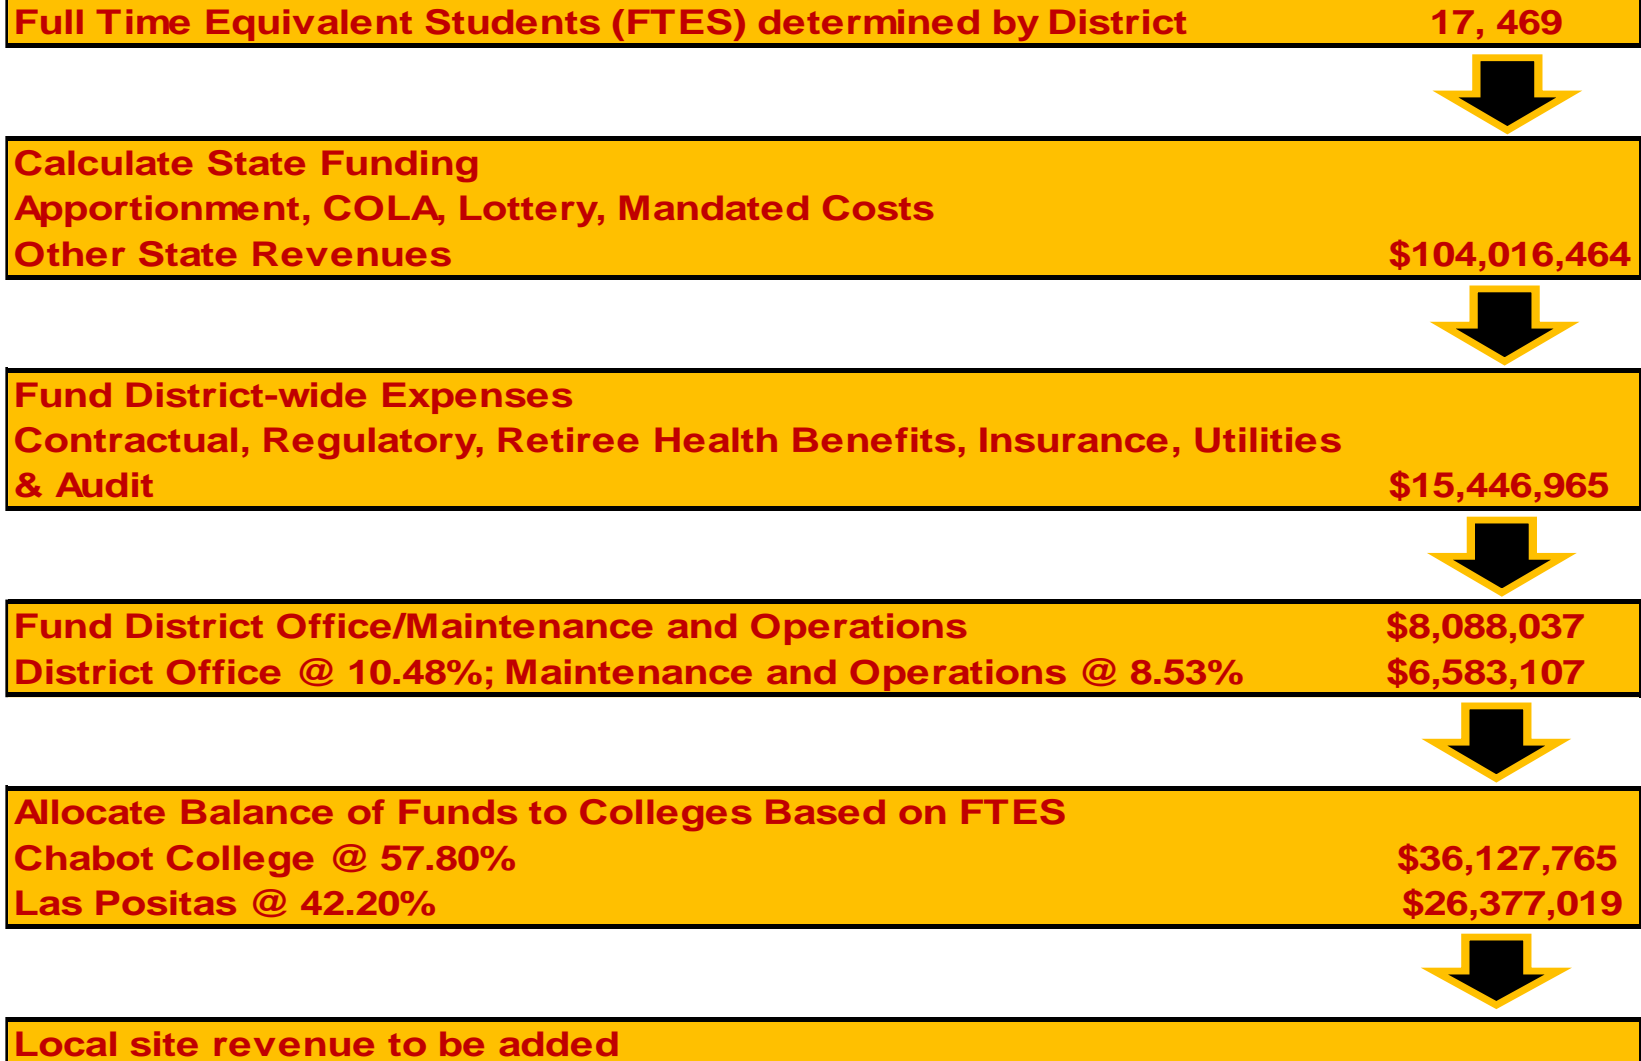 Full Time Equivalent Students (FTES) determined by District 17, 469
Calculate State Funding
Apportionment, COLA, Lottery, Mandated Costs
Other State Revenues $104,016,464
Fund District-wide Expenses
Contractual, Regulatory, Retiree Health Benefits, Insurance, Utilities
& Audit $15,446,965
Fund District Office/Maintenance and Operations $8,088,037
District Office @ 10.48%; Maintenance and Operations @ 8.53% $6,583,107
Allocate Balance of Funds to Colleges Based on FTES
Chabot College @ 57.80% $36,127,765
Las Positas @ 42.20% $26,377,019
Local site revenue to be added